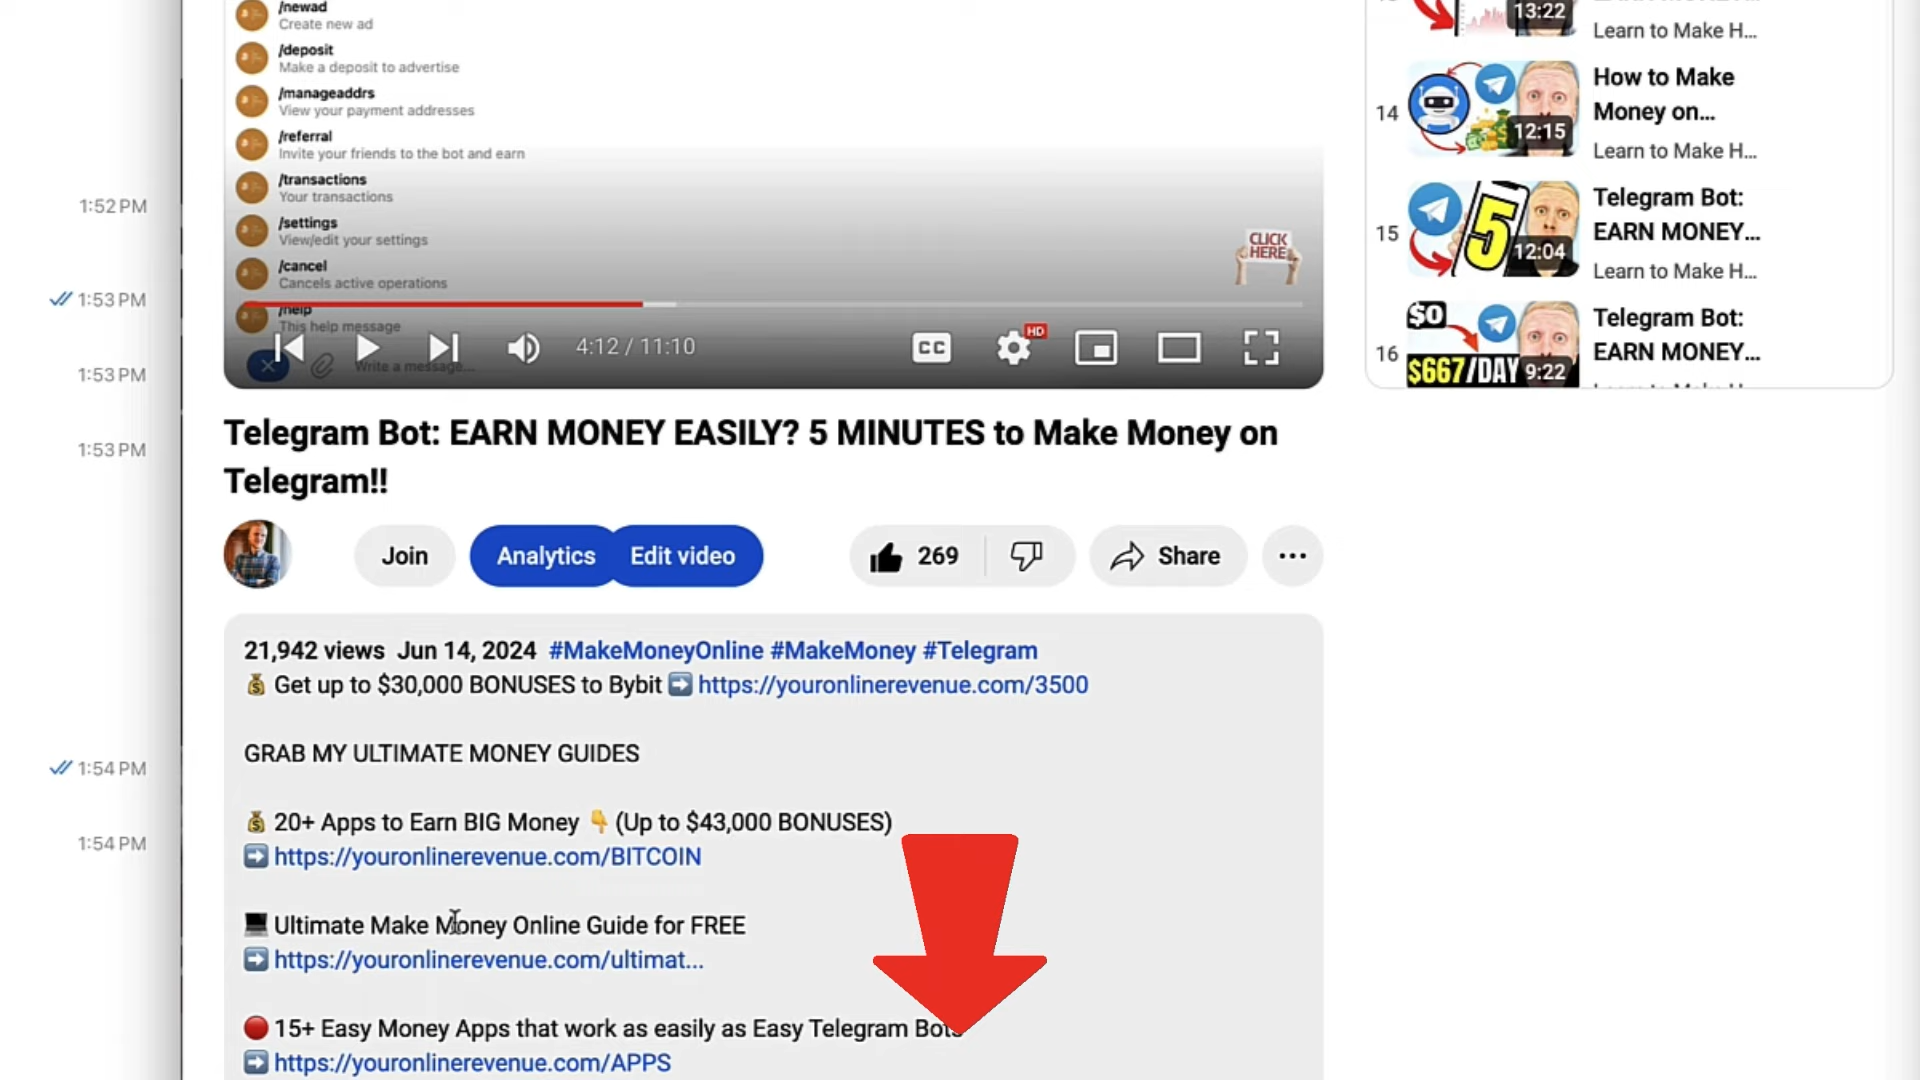 /newad
Create new ad
/deposit
Make a deposit to advertise
/manageaddrs
View your payment addresses
/referral
Invite your friends to the bot and earn
/transactions
Your transactions
/settings
View/edit your settings
/cancel
Cancels active operations
/help
This help message
Write a message...
CLICK
HERE
4:12 / 11:10
CC
HD
1:52 PM
1:53 PM
1:53 PM
1:53 PM
1:54 PM
1:54 PM
Telegram Bot: EARN MONEY EASILY? 5 MINUTES to Make Money on
Telegram!!
Join
Analytics
Edit video
269
Share
21,942 views Jun 14, 2024 #MakeMoneyOnline #MakeMoney #Telegram
💰 Get up to $30,000 BONUSES to Bybit ➡️ https://youronlinerevenue.com/3500
GRAB MY ULTIMATE MONEY GUIDES
💰 20+ Apps to Earn BIG Money 👇 (Up to $43,000 BONUSES)
➡️ https://youronlinerevenue.com/BITCOIN
💻 Ultimate Make Money Online Guide for FREE
➡️ https://youronlinerevenue.com/ultimat...
🔴 15+ Easy Money Apps that work as easily as Easy Telegram Bots
➡️ https://youronlinerevenue.com/APPS
13:22
Learn to Make H...
14
12:15
How to Make
Money on...
Learn to Make H...
15
5
12:04
Telegram Bot:
EARN MONEY...
Learn to Make H...
16
$0
$667/DAY
9:22
Telegram Bot:
EARN MONEY...